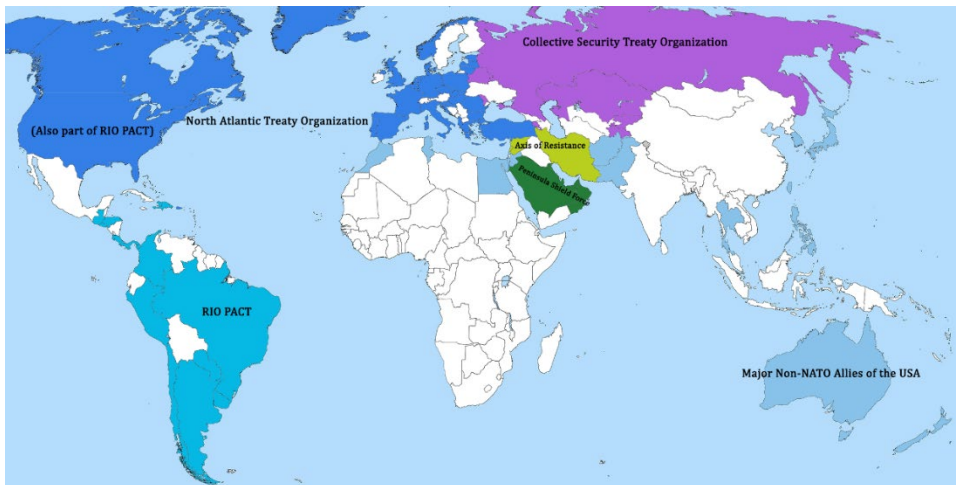 Collective Security Treaty Organization
North Atlantic Treaty Organization
(Also part of RIO PACT)
Axis of Resistance
Peninsula Shield Force
RIO PACT
Major Non-NATO Allies of the USA